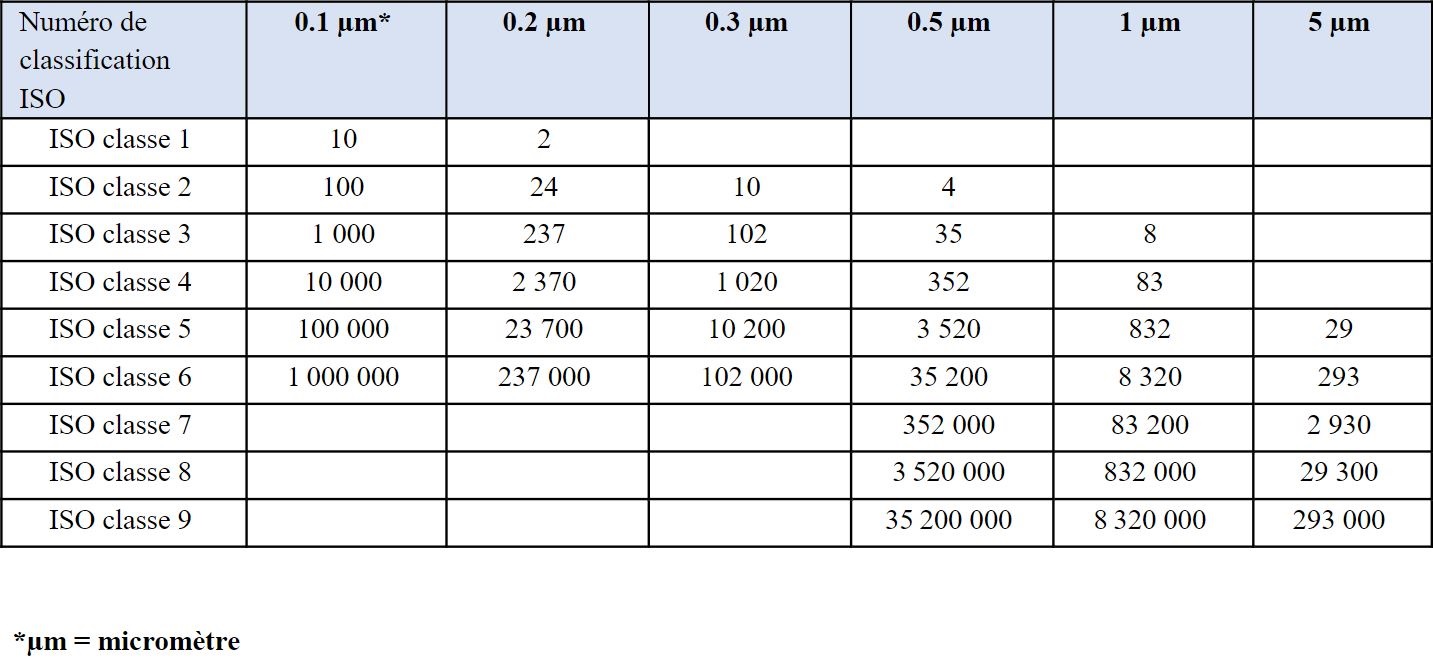 Numéro de classification ISO 0.1 µm* 0.2 µm 0.3 µm 0.5 µm 1 µm 5 µm
ISO classe 1 10 2
ISO classe 2 100 24 10 4
ISO classe 3 1 000 237 102 35 8
ISO classe 4 10 000 2 370 1 020 352 83
ISO classe 5 100 000 23 700 10 200 3 520 832 29
ISO classe 6 1 000 000 237 000 102 000 35 200 8 320 293
ISO classe 7 352 000 83 200 2 930
ISO classe 8 3 520 000 832 000 29 300
ISO classe 9 35 200 000 8 320 000 293 000
*µm = micromètre